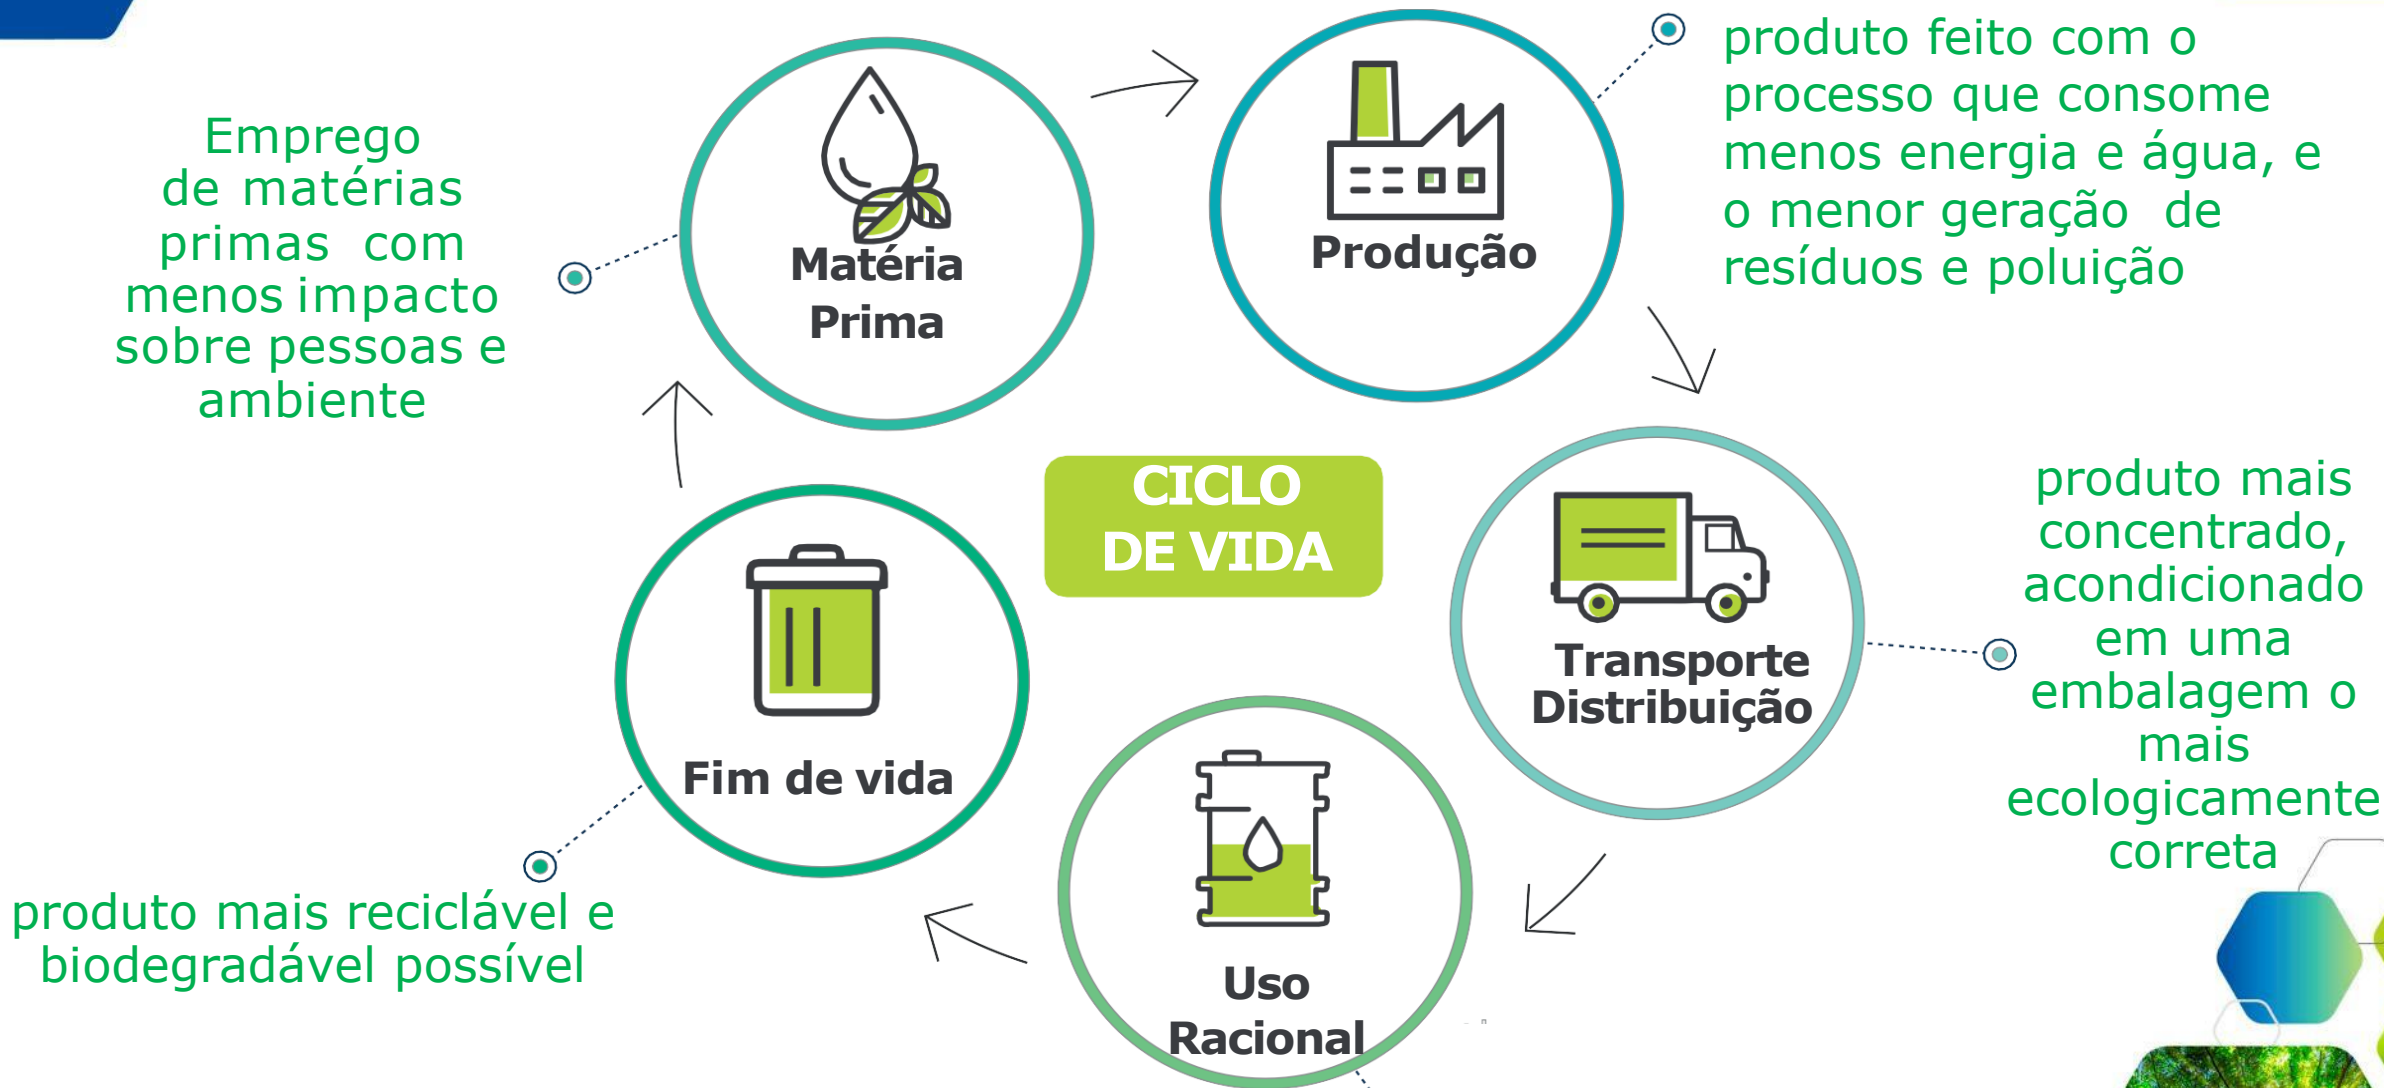 Emprego
de matérias
primas com
menos impacto
sobre pessoas e
ambiente
Matéria
Prima
Produção
produto feito com o
processo que consome
menos energia e água, e
o menor geração de
resíduos e poluição
CICLO
DE VIDA
Transporte
Distribuição
produto mais
concentrado,
acondicionado
em uma
embalagem o
mais
ecologicamente
correta
Uso
Racional
Fim de vida
produto mais reciclável e
biodegradável possível